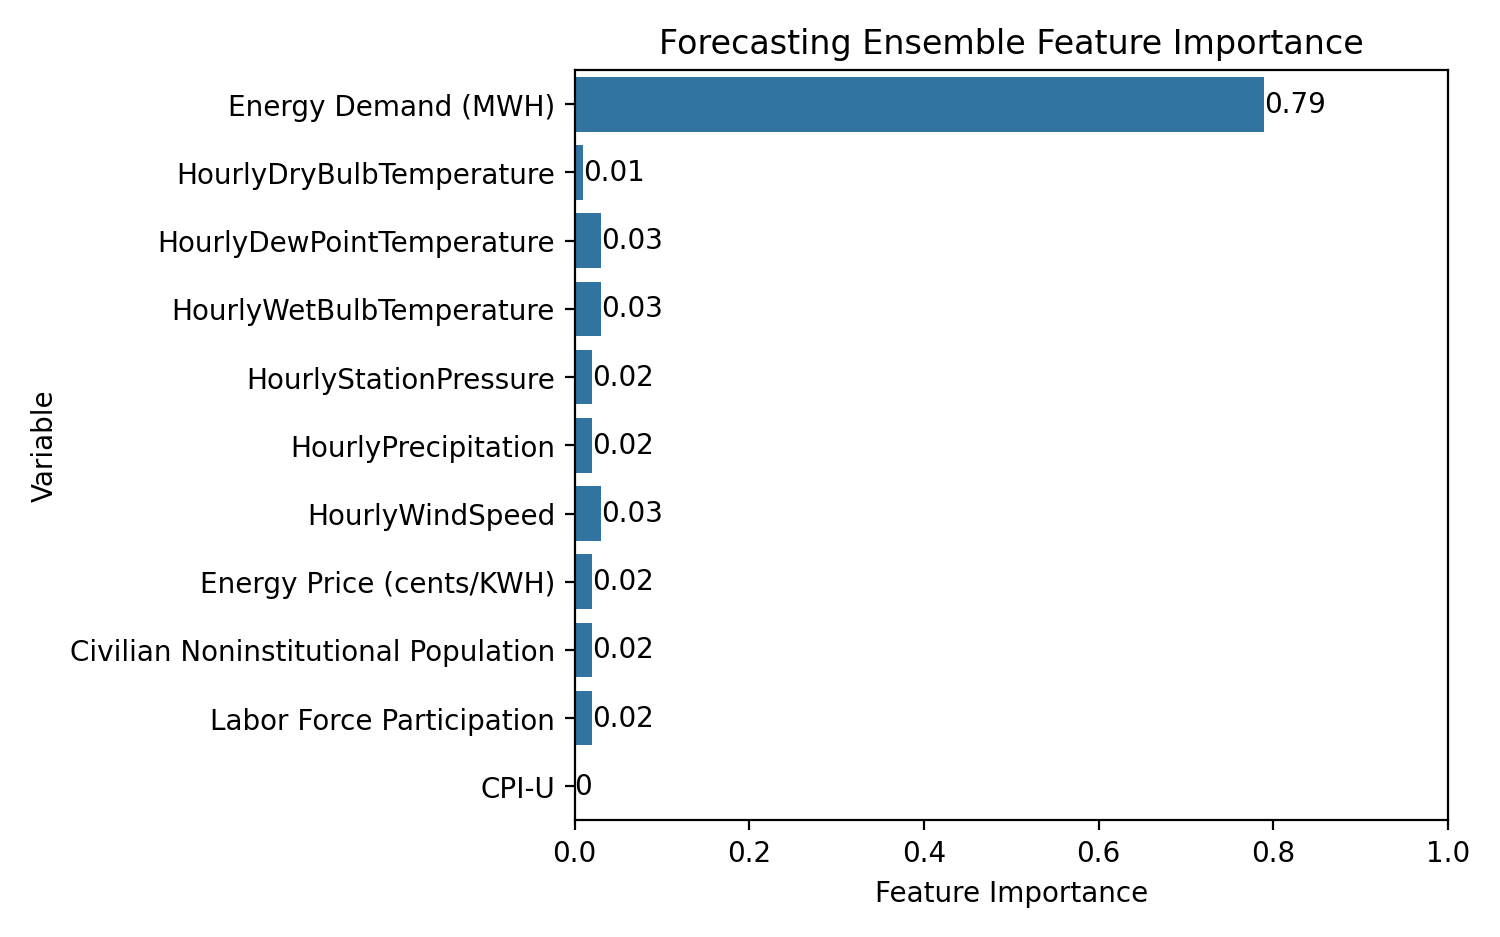 Forecasting Ensemble Feature Importance
Energy Demand (MWH) 0.79
HourlyDryBulbTemperature 0.01
HourlyDewPointTemperature 0.03
HourlyWetBulbTemperature 0.03
HourlyStationPressure 0.02
HourlyPrecipitation 0.02
HourlyWindSpeed 0.03
Energy Price (cents/KWH) 0.02
Civilian Noninstitutional Population 0.02
Labor Force Participation 0.02
CPI-U 0
Variable
0.0 0.2 0.4 0.6 0.8 1.0
Feature Importance